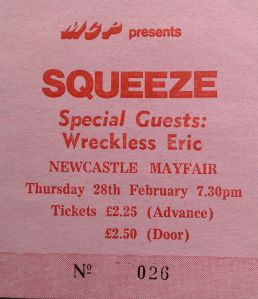 MCP presents
SQUEEZE
Special Guests:
Wreckless Eric
NEWCASTLE MAYFAIR
Thursday 28th February 7.30pm
Tickets £2.25 (Advance)
£2.50 (Door)
Nº 026